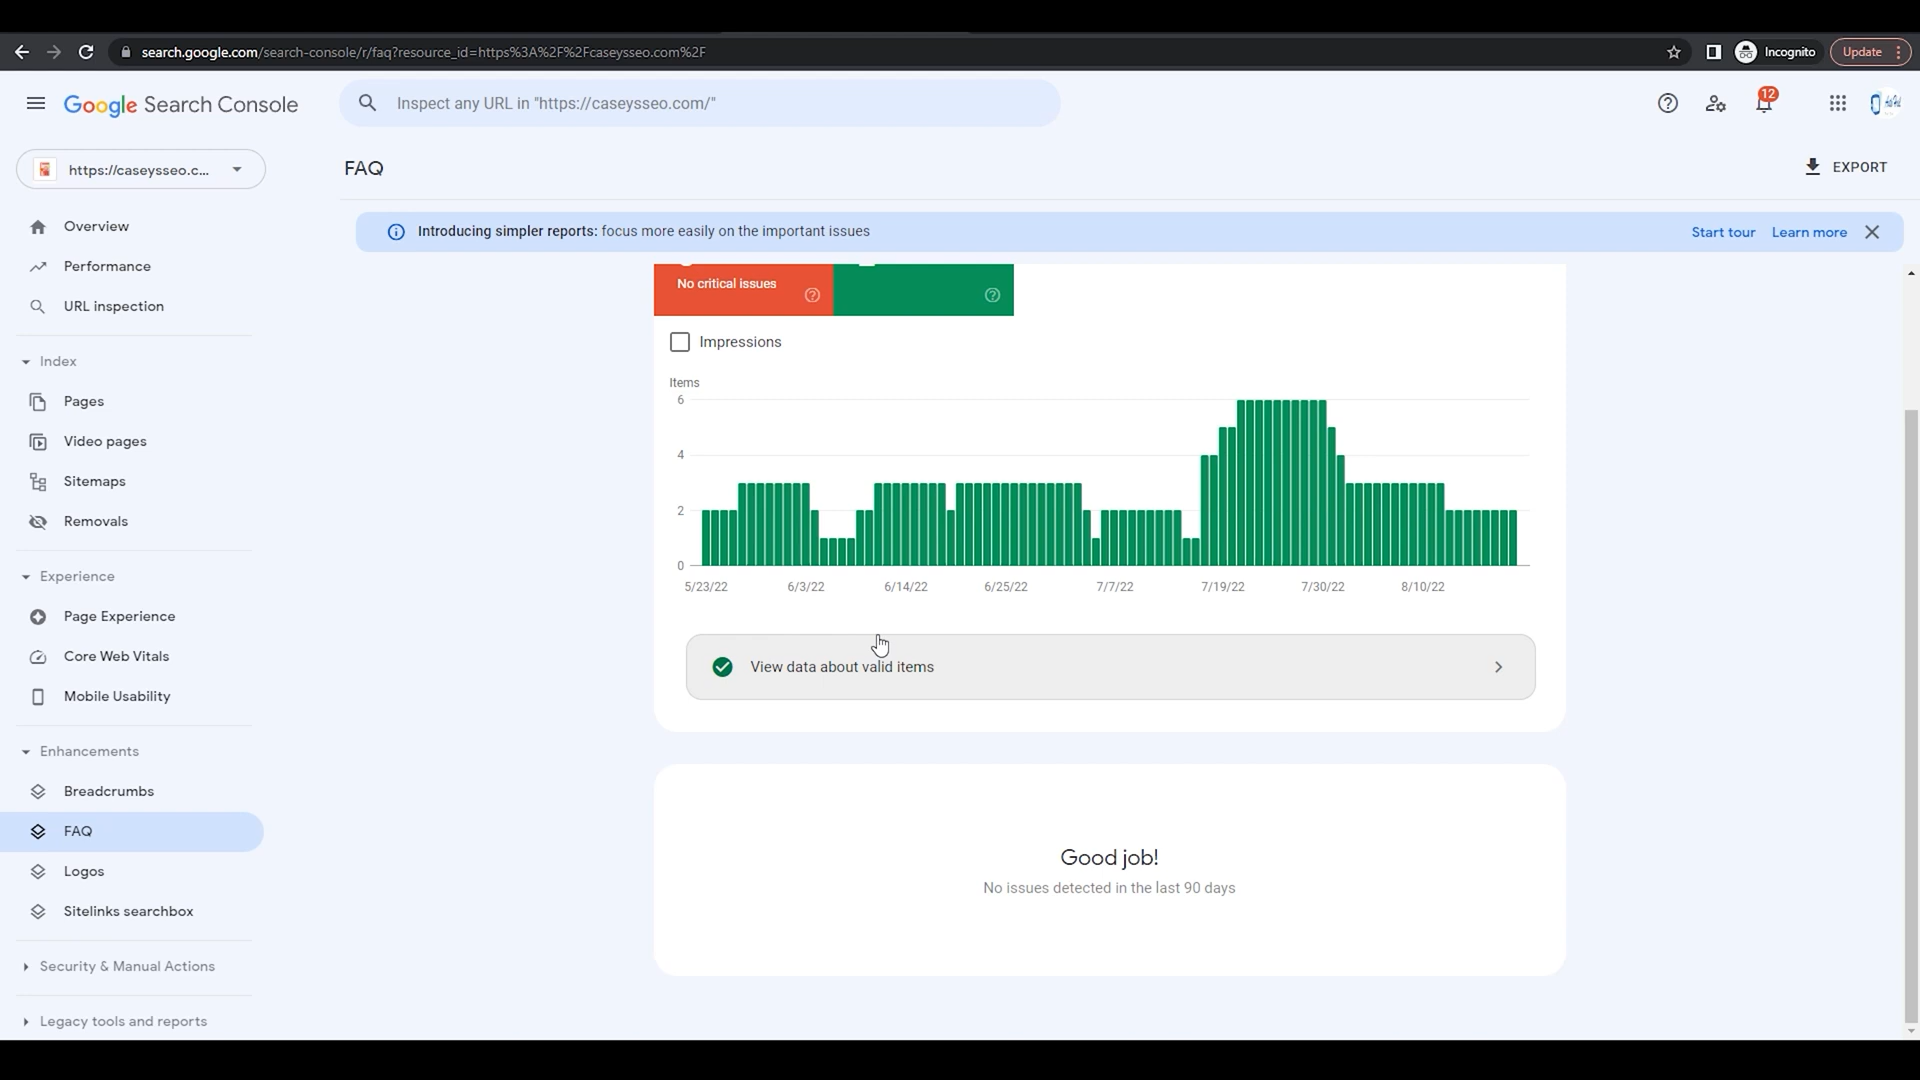 search.google.com/search-console/r/faq?resource_id=https%3A%2F%2Fcaseysseo.com%2F
Incognito
Update
Google Search Console
Inspect any URL in "https://caseysseo.com/"
12
https://caseysseo.c...
FAQ
EXPORT
Introducing simpler reports: focus more easily on the important issues
Start tour
Learn more
Overview
Performance
URL inspection
Index
Pages
Video pages
Sitemaps
Removals
Experience
Page Experience
Core Web Vitals
Mobile Usability
Enhancements
Breadcrumbs
FAQ
Logos
Sitelinks searchbox
Security & Manual Actions
Legacy tools and reports
No critical issues
Impressions
Items
6
4
2
0
5/23/22
6/3/22
6/14/22
6/25/22
7/7/22
7/19/22
7/30/22
8/10/22
View data about valid items
Good job!
No issues detected in the last 90 days